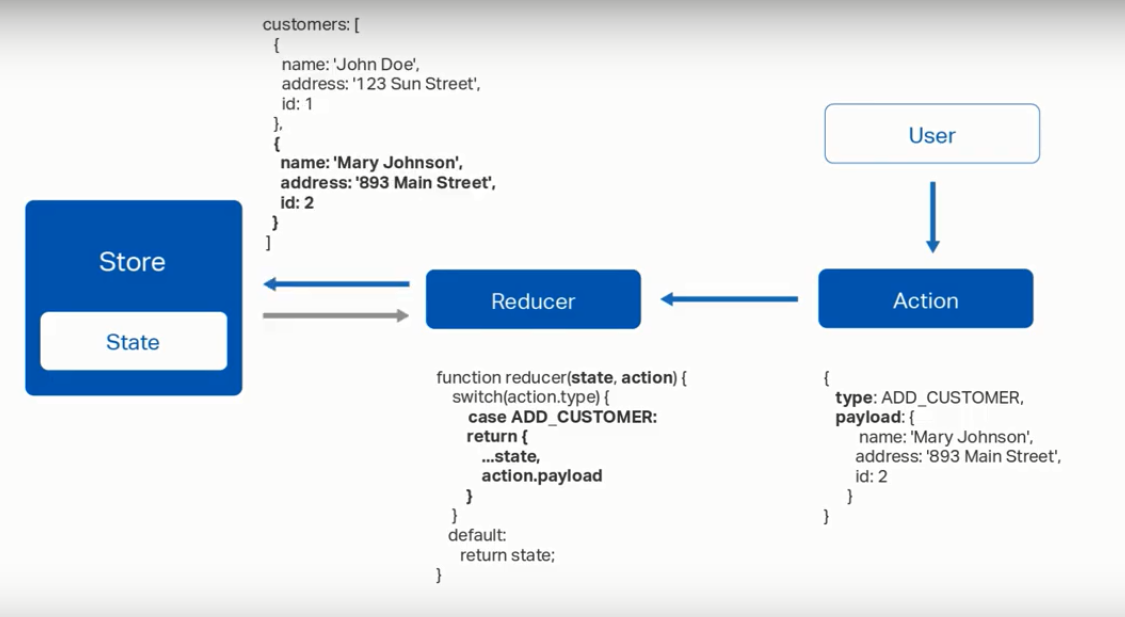 customers: [
{
name: 'John Doe',
address: '123 Sun Street',
id: 1
},
{
name: 'Mary Johnson',
address: '893 Main Street',
id: 2
}
]
Store
State
Reducer
User
Action
function reducer(state, action) {
switch(action.type) {
case ADD_CUSTOMER:
return {
...state,
action.payload
}
}
default:
return state;
}
{
type: ADD_CUSTOMER,
payload: {
name: 'Mary Johnson',
address: '893 Main Street',
id: 2
}
}